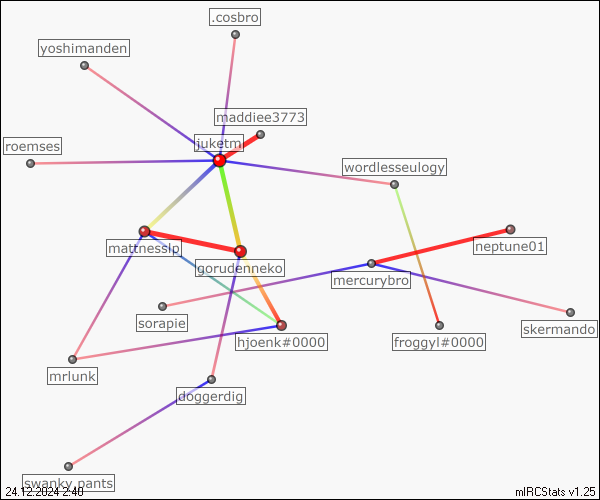 .cosbro
yoshimanden
maddiee3773
juketm
roemses
wordlesseulogy
mattnesslp
neptune01
gorudenneko
mercurybro
sorapie
skermando
hjoenk#0000
froggyl#0000
mrlunk
doggerdig
swanky.pants
24.12.2024 2:40
mIRCStats v1.25